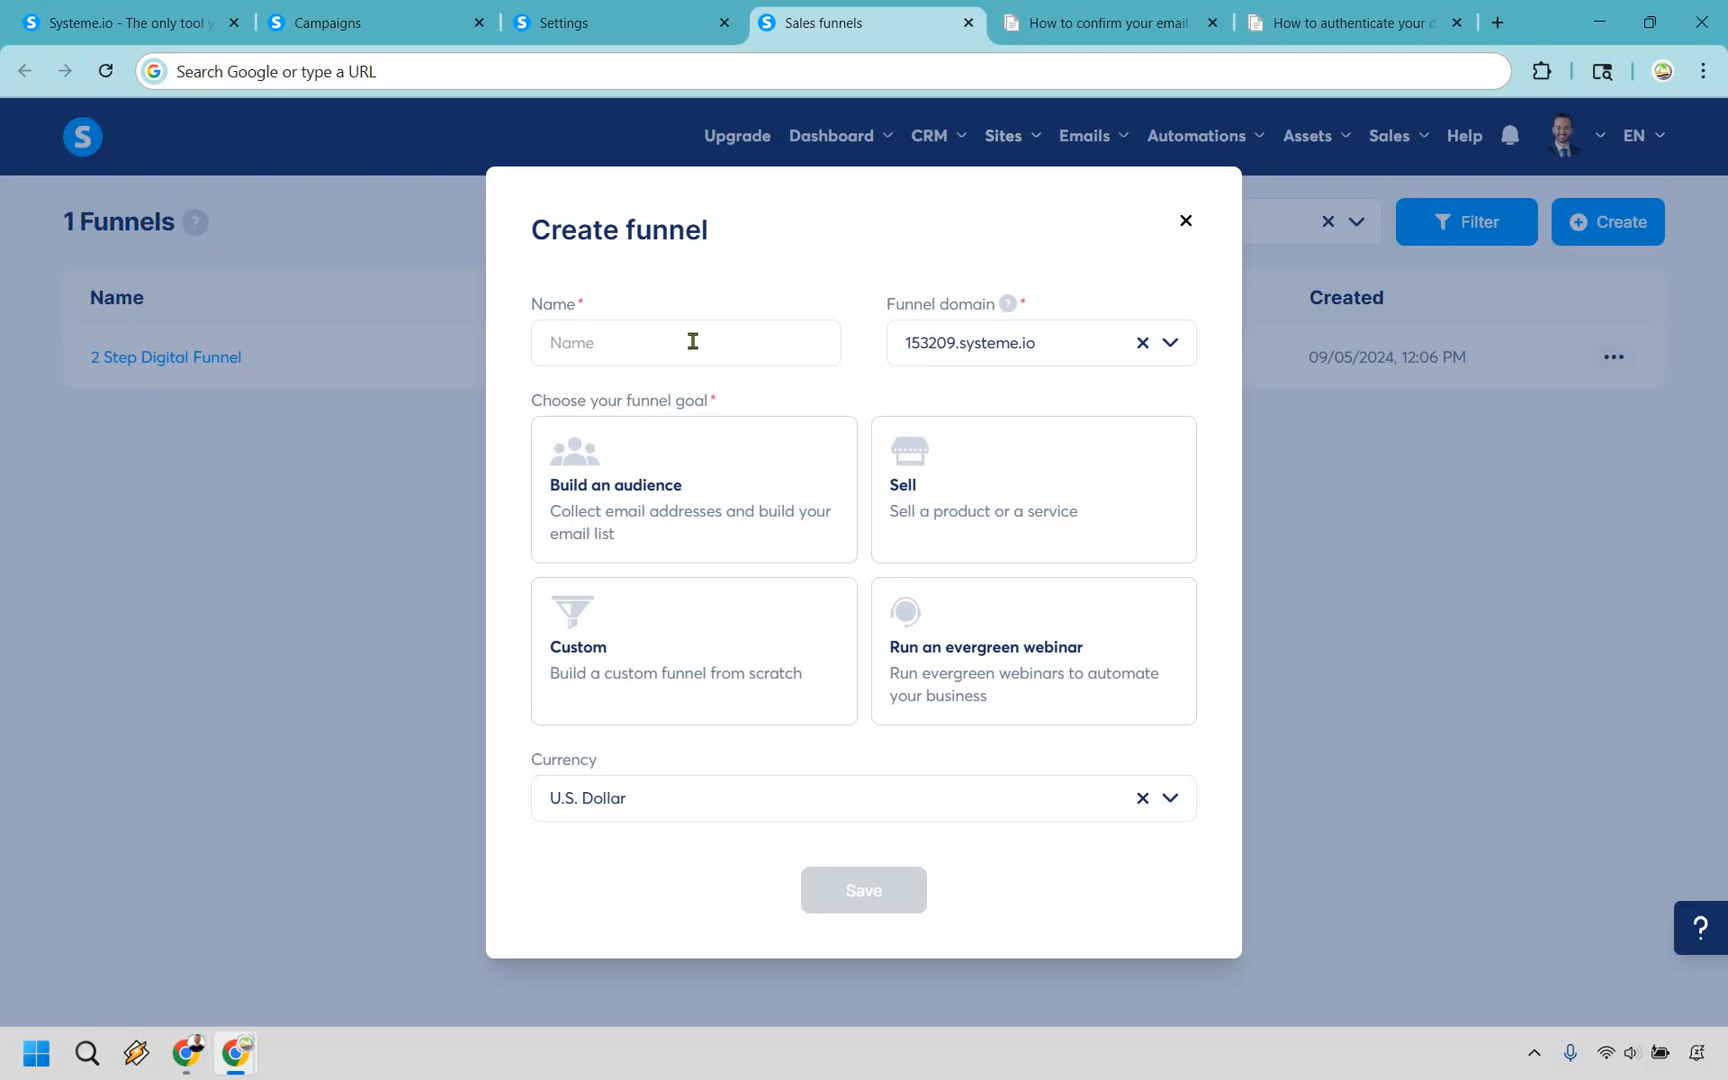 Systeme.io - The only tool y
Campaigns
Settings
Sales funnels
How to confirm your email
How to authenticate your d
Search Google or type a URL
S
Upgrade
Dashboard
CRM
Sites
Emails
Automations
Assets
Sales
Help
EN
1 Funnels ?
Filter
Create
Name
Created
2 Step Digital Funnel
09/05/2024, 12:06 PM
Create funnel
Name*
Funnel domain ? *
Name
153209.systeme.io
Choose your funnel goal*
Build an audience
Collect email addresses and build your
email list
Sell
Sell a product or a service
Custom
Build a custom funnel from scratch
Run an evergreen webinar
Run evergreen webinars to automate
your business
Currency
U.S. Dollar
Save
?